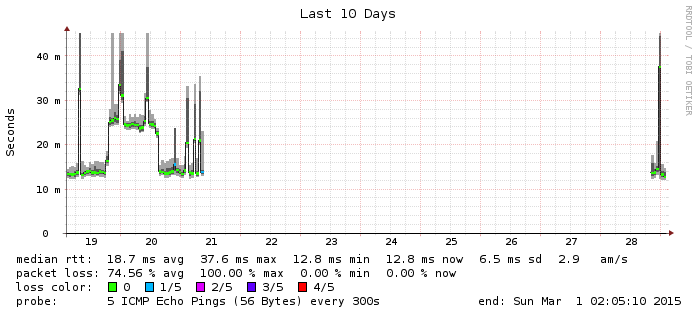 Last 10 Days
RRDTOOL / TOBI OETIKER
Seconds
40 m
30 m
20 m
10 m
0
19 20 21 22 23 24 25 26 27 28
median rtt: 18.7 ms avg 37.6 ms max 12.8 ms min 12.8 ms now 6.5 ms sd 2.9 am/s
packet loss: 74.56 % avg 100.00 % max 0.00 % min 0.00 % now
loss color: 0 1/5 2/5 3/5 4/5
probe: 5 ICMP Echo Pings (56 Bytes) every 300s end: Sun Mar 1 02:05:10 2015